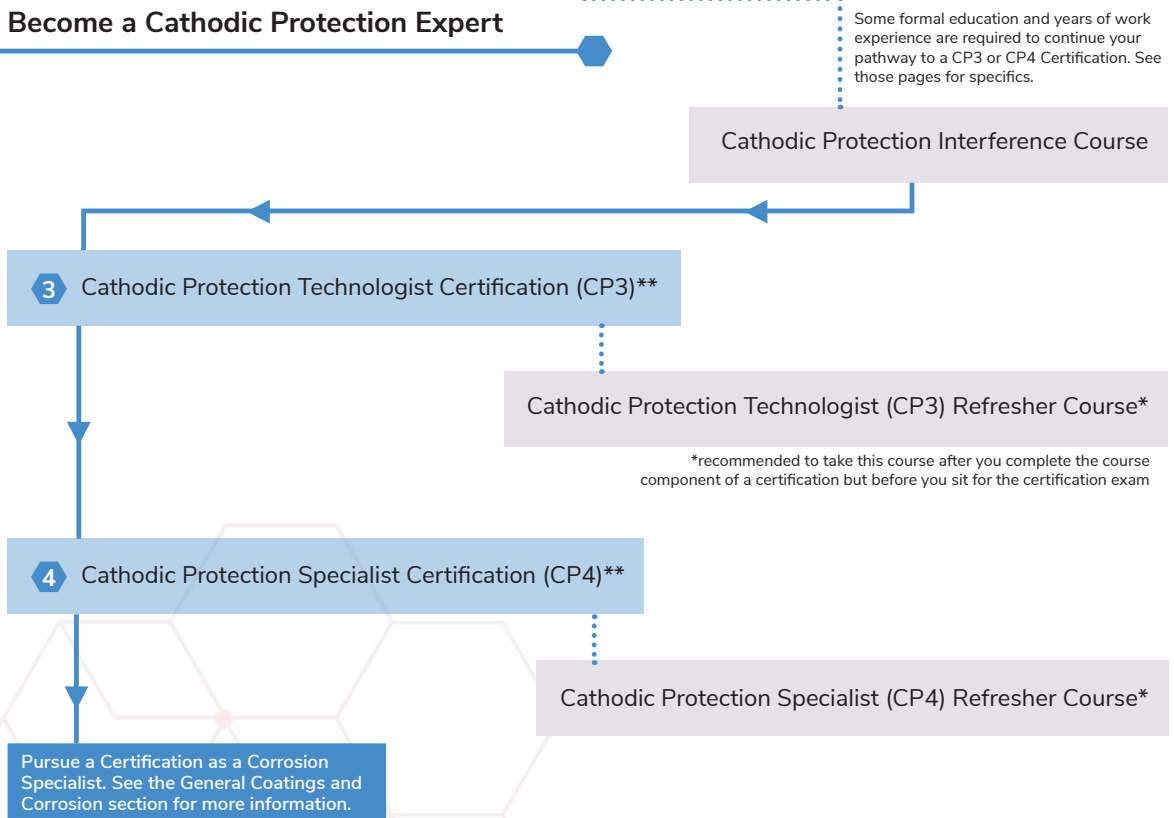 Become a Cathodic Protection Expert
Some formal education and years of work
experience are required to continue your
pathway to a CP3 or CP4 Certification. See
those pages for specifics.
Cathodic Protection Interference Course
3 Cathodic Protection Technologist Certification (CP3)**
Cathodic Protection Technologist (CP3) Refresher Course*
*recommended to take this course after you complete the course
component of a certification but before you sit for the certification exam
4 Cathodic Protection Specialist Certification (CP4)**
Cathodic Protection Specialist (CP4) Refresher Course*
Pursue a Certification as a Corrosion
Specialist. See the General Coatings and
Corrosion section for more information.